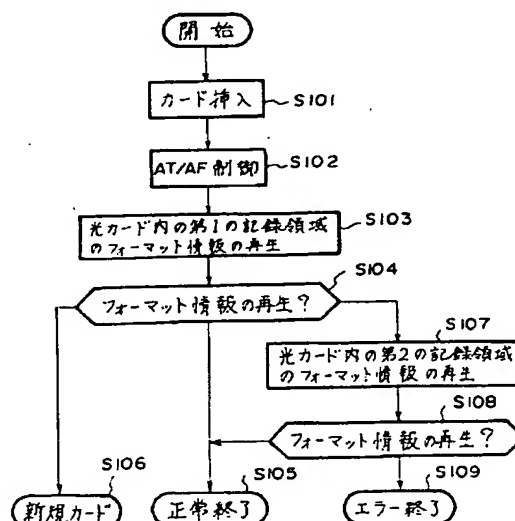 開始
カード挿入
S101
AT/AF制御
S102
光カード内の第1の記録領域
のフォーマット情報の再生
S103
フォーマット情報の再生?
S104
S107
光カード内の第2の記録領域
のフォーマット情報の再生
S108
フォーマット情報の再生?
S106
新規カード
S105
正常終了
S109
エラー終了